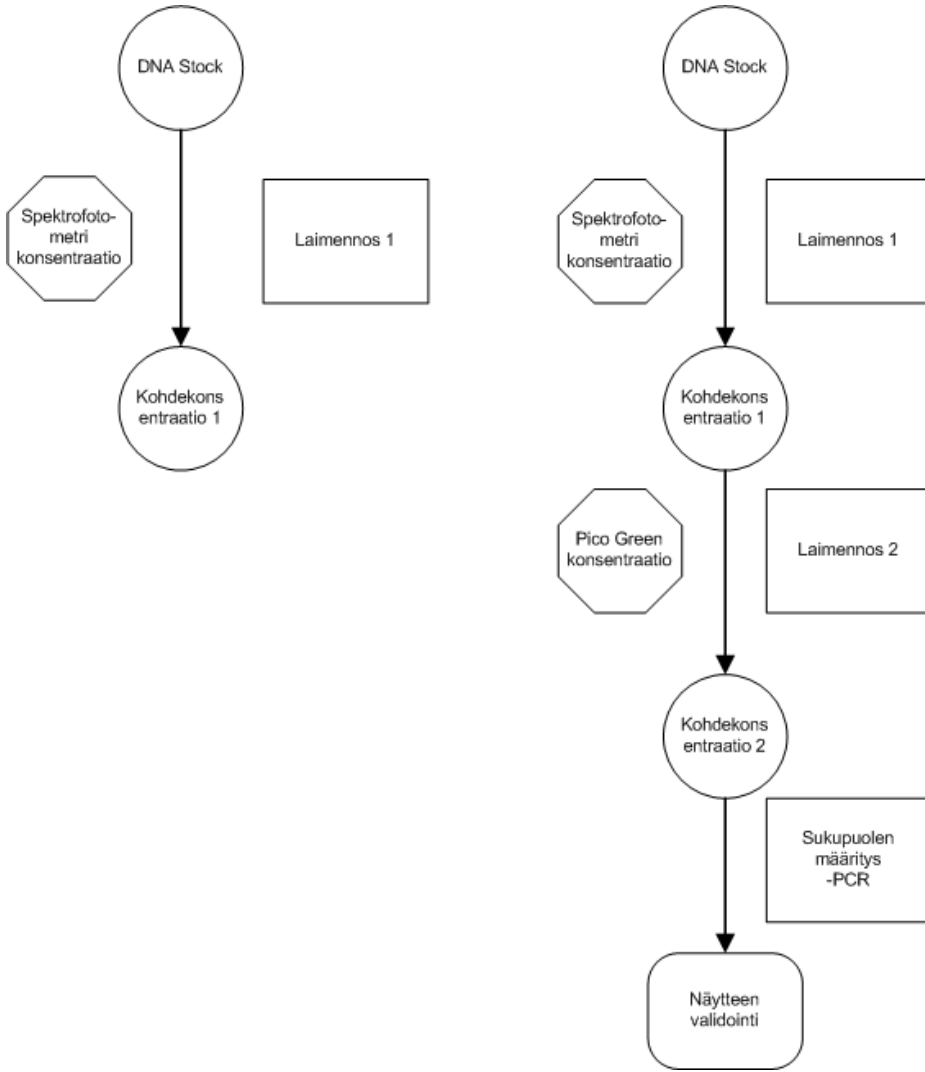 DNA Stock
Spektrofoto-
metri
konsentraatio
Laimennos 1
Kohdekons
entraatio 1
DNA Stock
Spektrofoto-
metri
konsentraatio
Laimennos 1
Kohdekons
entraatio 1
Pico Green
konsentraatio
Laimennos 2
Kohdekons
entraatio 2
Sukupuolen
määritys
-PCR
Näytteen
validointi